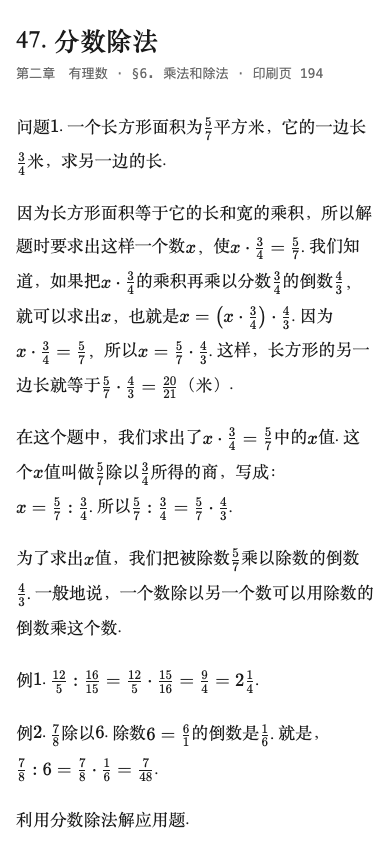 47. 分数除法
第二章　有理数 · §6. 乘法和除法 · 印刷页 194
问题1. 一个长方形面积为5/7平方米，它的一边长
3/4米，求另一边的长.
因为长方形面积等于它的长和宽的乘积，所以解
题时要求出这样一个数x，使x · 3/4 = 5/7. 我们知
道，如果把x · 3/4的乘积再乘以分数3/4的倒数4/3，
就可以求出x，也就是x = (x · 3/4) · 4/3. 因为
x · 3/4 = 5/7，所以x = 5/7 · 4/3. 这样，长方形的另一
边长就等于5/7 · 4/3 = 20/21（米）.
在这个题中，我们求出了x · 3/4 = 5/7中的x值. 这
个x值叫做5/7除以3/4所得的商，写成：
x = 5/7 : 3/4. 所以5/7 : 3/4 = 5/7 · 4/3.
为了求出x值，我们把被除数5/7乘以除数的倒数
4/3. 一般地说，一个数除以另一个数可以用除数的
倒数乘这个数.
例1. 12/5 : 16/15 = 12/5 · 15/16 = 9/4 = 2 1/4.
例2. 7/8除以6. 除数6 = 6/1的倒数是1/6. 就是，
7/8 : 6 = 7/8 · 1/6 = 7/48.
利用分数除法解应用题.